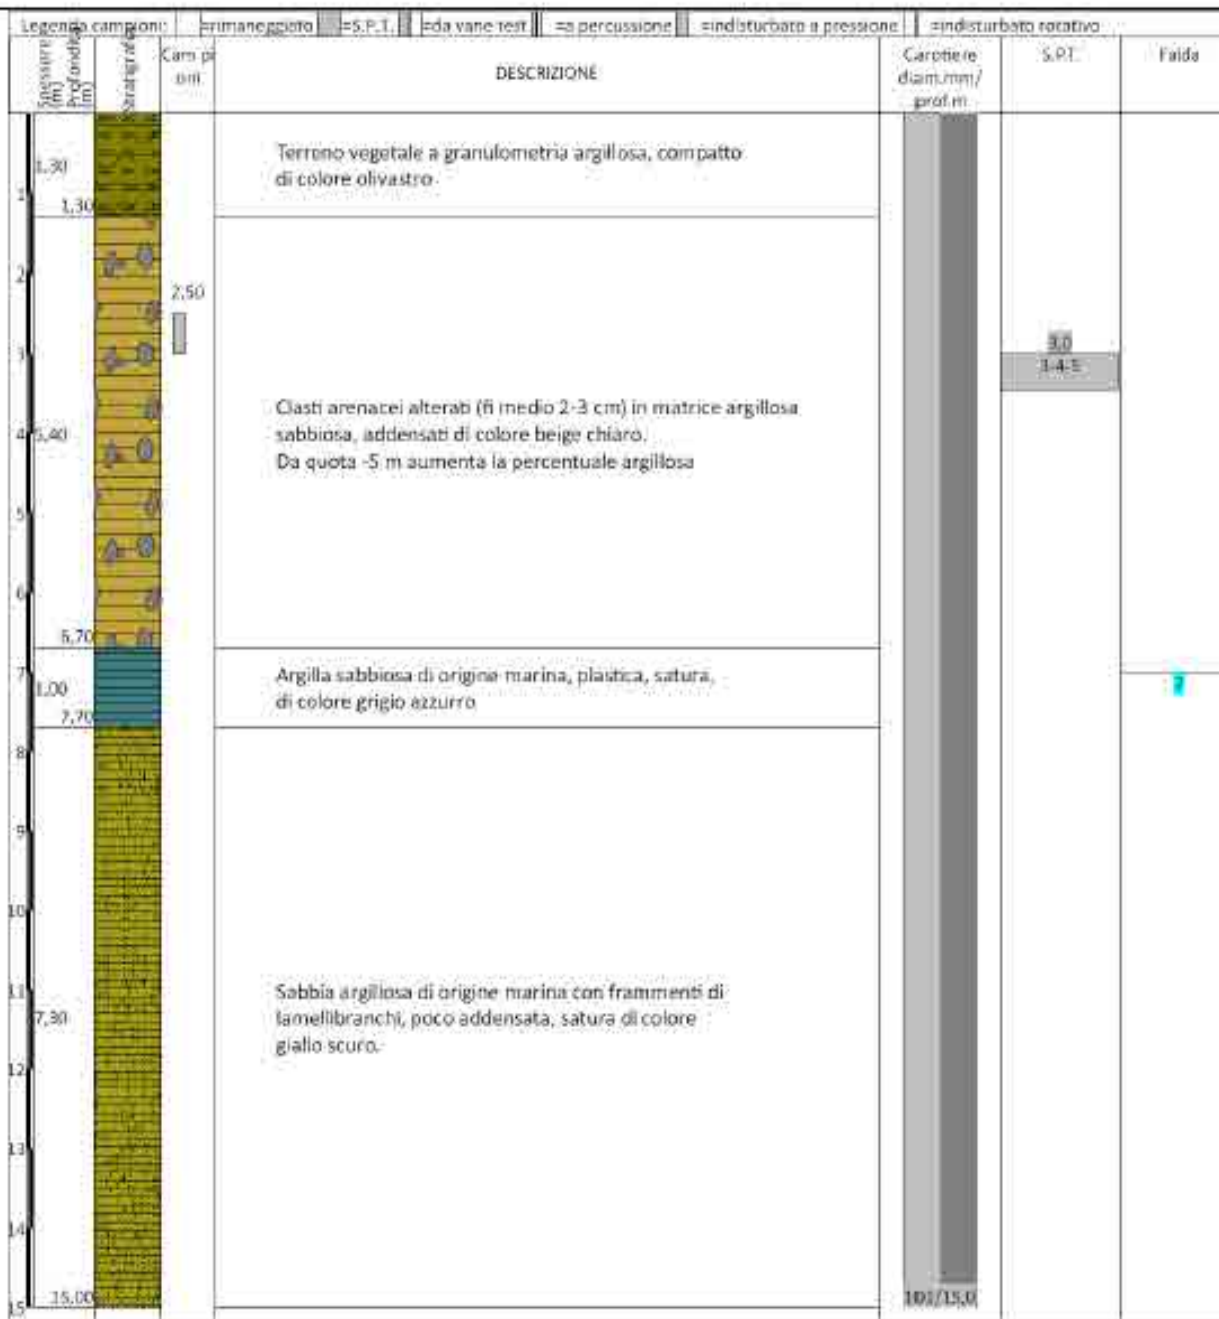 Legenda campioni: =rimaneggiato =S.P.T. =da vane test =a percussione =indisturbato a pressione =indisturbato rotativo
Spessore (m)
Profondità (m)
Stratigrafia
Campi
oni
DESCRIZIONE
Carotiere
diam.mm/
prof.m
S.P.T.
Falda
1,30
1
1,30
Terreno vegetale a granulometria argillosa, compatto
di colore olivastro
2
2,50
3
3,0
3-4-5
Clasti arenacei alterati (fi medio 2-3 cm) in matrice argillosa
sabbiosa, addensati di colore beige chiaro.
Da quota -5 m aumenta la percentuale argillosa
4
5,40
5
6
6,70
7
1,00
7,70
Argilla sabbiosa di origine marina, plastica, satura,
di colore grigio azzurro
8
9
10
11
7,30
Sabbia argillosa di origine marina con frammenti di
lamellibranchi, poco addensata, satura di colore
giallo scuro.
12
13
14
15,00
15
101/15,0